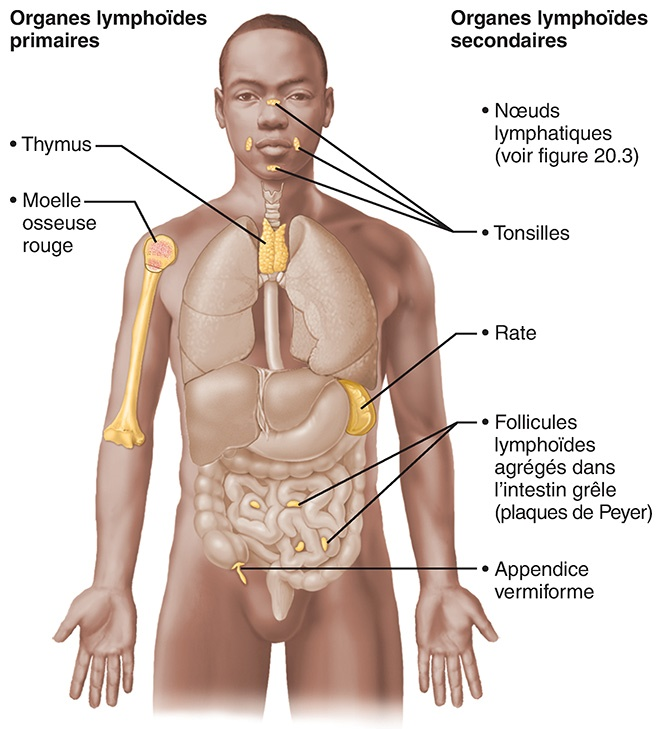 Organes lymphoïdes
primaires
• Thymus
• Moelle
osseuse
rouge
Organes lymphoïdes
secondaires
• Nœuds
lymphatiques
(voir figure 20.3)
• Tonsilles
• Rate
• Follicules
lymphoïdes
agrégés dans
l’intestin grêle
(plaques de Peyer)
• Appendice
vermiforme